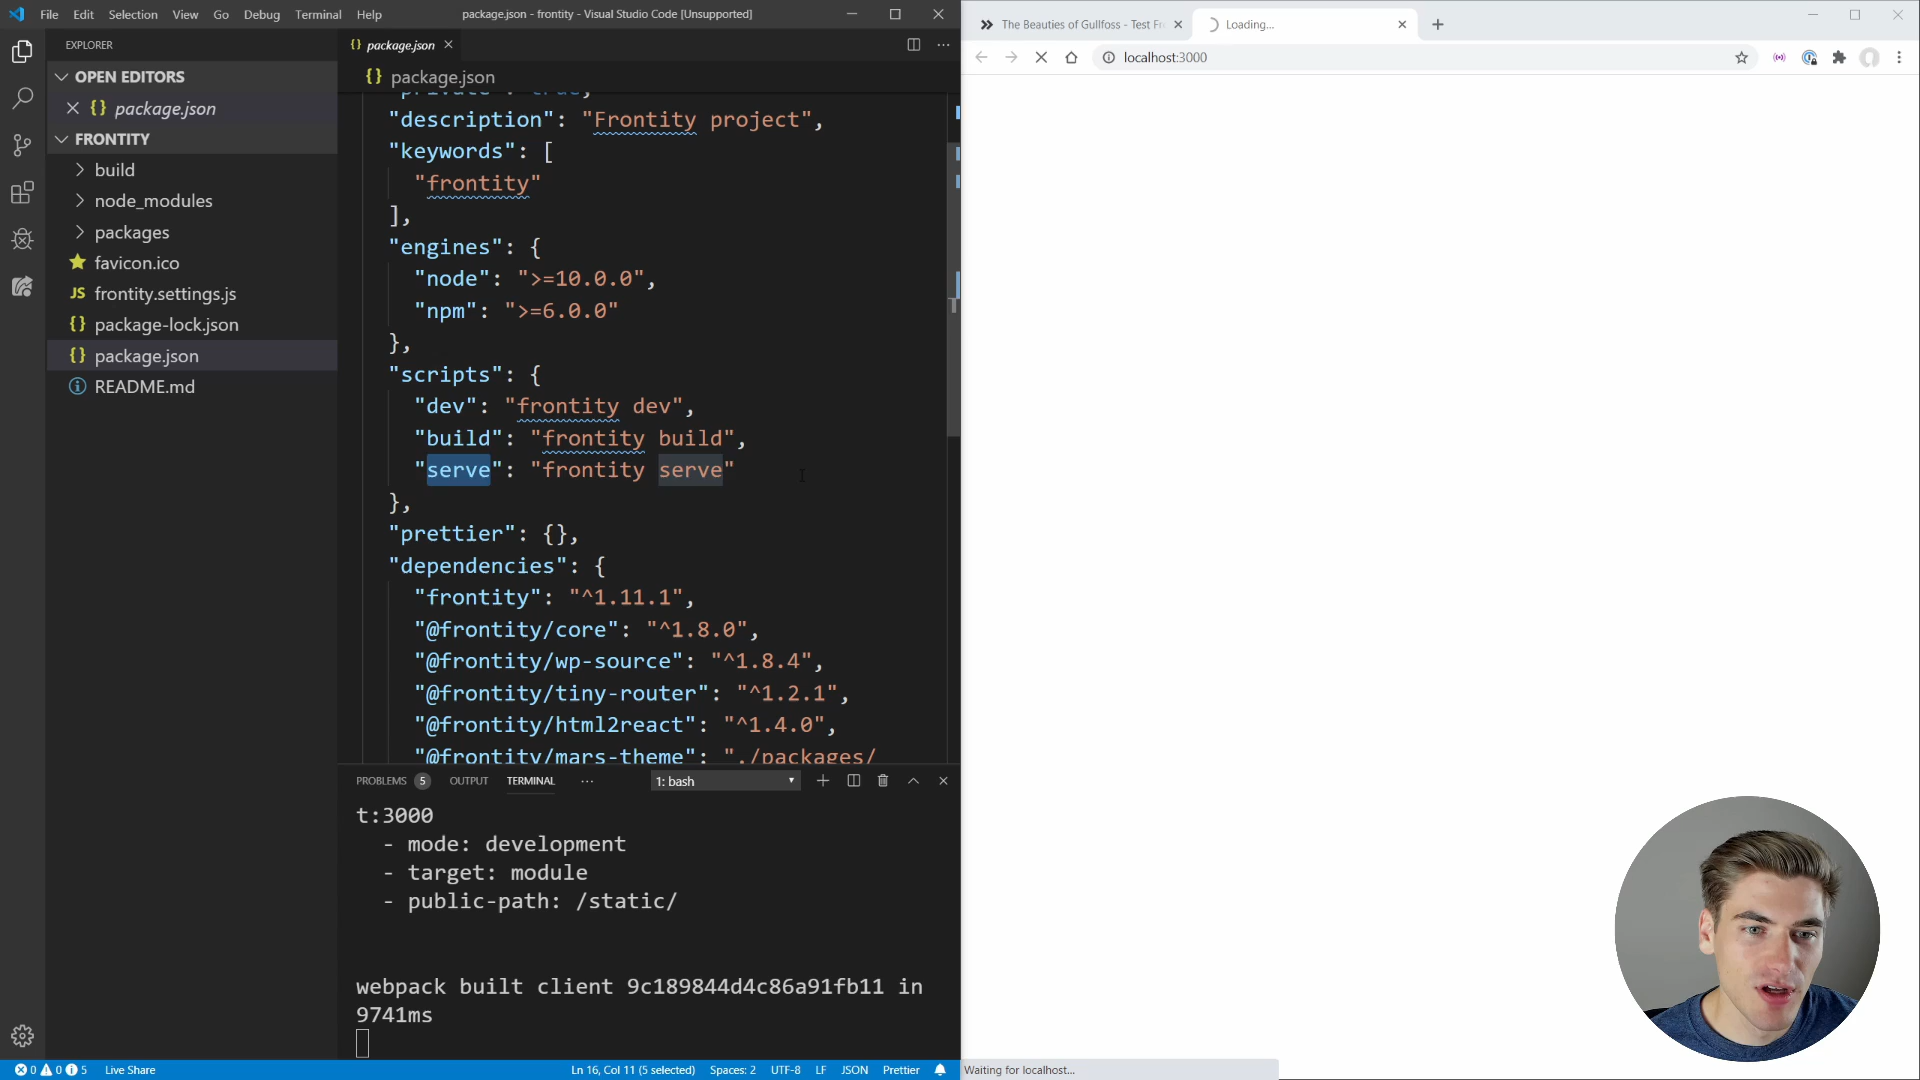 File Edit Selection View Go Debug Terminal Help
package.json - frontity - Visual Studio Code [Unsupported]
EXPLORER
OPEN EDITORS
package.json
FRONTITY
build
node_modules
packages
favicon.ico
JS frontity.settings.js
{} package-lock.json
{} package.json
README.md
{} package.json
{} package.json
"private": true,
"description": "Frontity project",
"keywords": [
"frontity"
],
"engines": {
"node": ">=10.0.0",
"npm": ">=6.0.0"
},
"scripts": {
"dev": "frontity dev",
"build": "frontity build",
"serve": "frontity serve"
},
"prettier": {},
"dependencies": {
"frontity": "^1.11.1",
"@frontity/core": "^1.8.0",
"@frontity/wp-source": "^1.8.4",
"@frontity/tiny-router": "^1.2.1",
"@frontity/html2react": "^1.4.0",
"@frontity/mars-theme": "./packages/
PROBLEMS 5 OUTPUT TERMINAL ... 1: bash
t:3000
- mode: development
- target: module
- public-path: /static/
webpack built client 9c189844d4c86a91fb11 in
9741ms
0 0 5 Live Share Ln 16, Col 11 (5 selected) Spaces: 2 UTF-8 LF JSON Prettier
The Beauties of Gullfoss - Test Fr
Loading...
localhost:3000
Waiting for localhost...